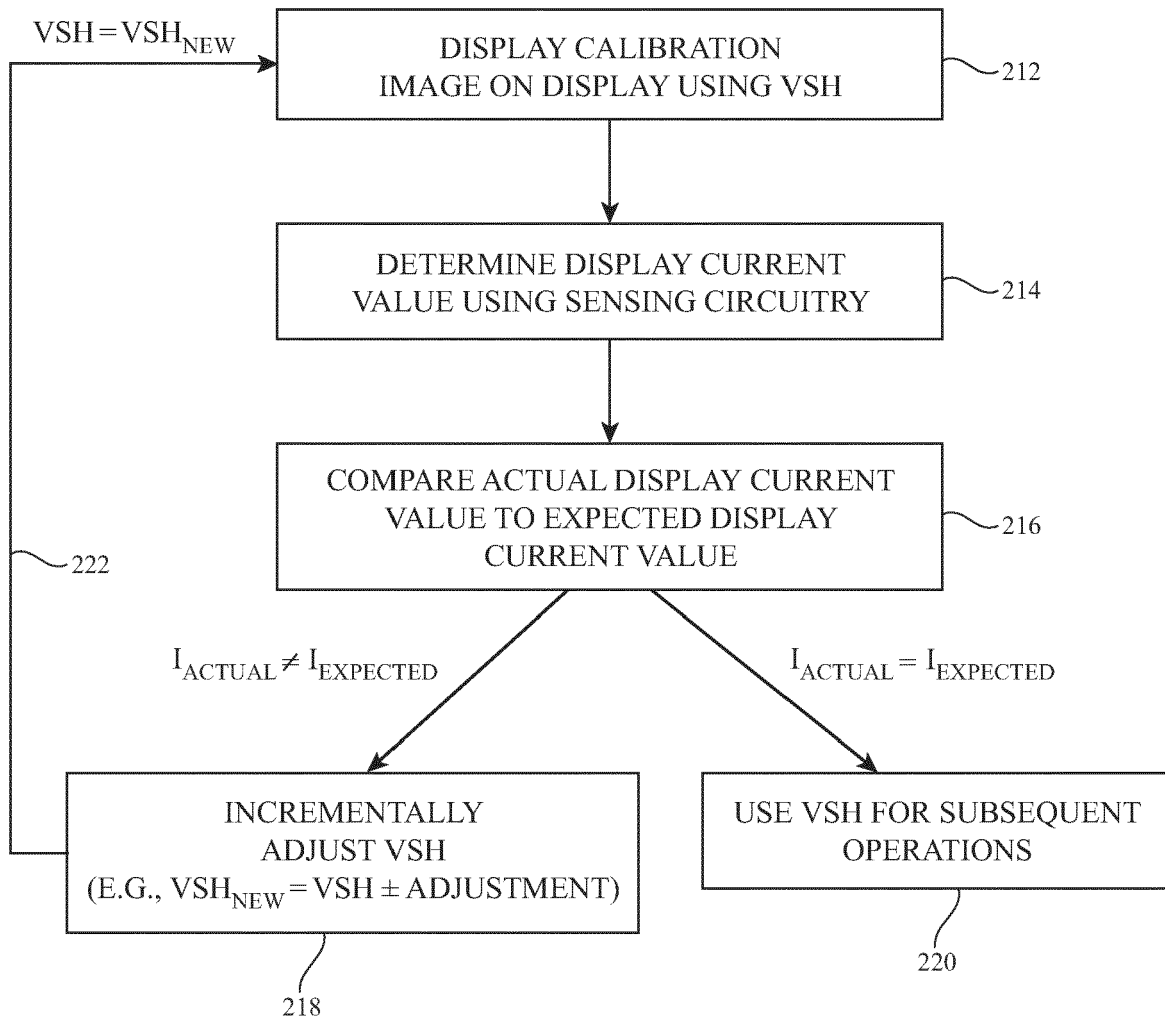 VSH = VSH_NEW
DISPLAY CALIBRATION
IMAGE ON DISPLAY USING VSH
212
DETERMINE DISPLAY CURRENT
VALUE USING SENSING CIRCUITRY
214
COMPARE ACTUAL DISPLAY CURRENT
VALUE TO EXPECTED DISPLAY
CURRENT VALUE
216
222
I_ACTUAL ≠ I_EXPECTED
I_ACTUAL = I_EXPECTED
INCREMENTALLY
ADJUST VSH
(E.G., VSH_NEW = VSH ± ADJUSTMENT)
218
USE VSH FOR SUBSEQUENT
OPERATIONS
220